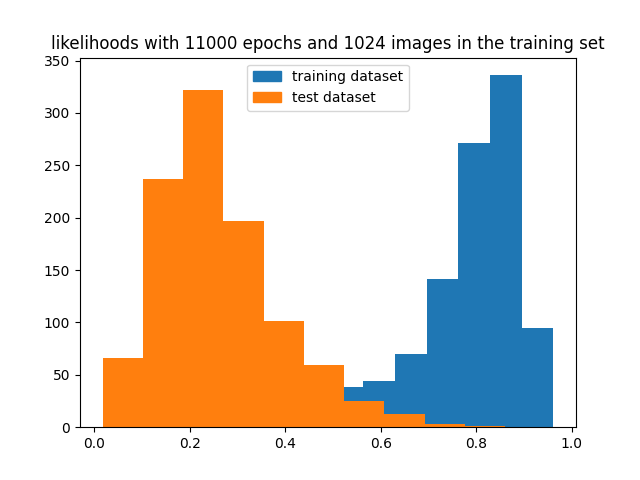 likelihoods with 11000 epochs and 1024 images in the training set
training dataset
test dataset
350
300
250
200
150
100
50
0
0.0 0.2 0.4 0.6 0.8 1.0